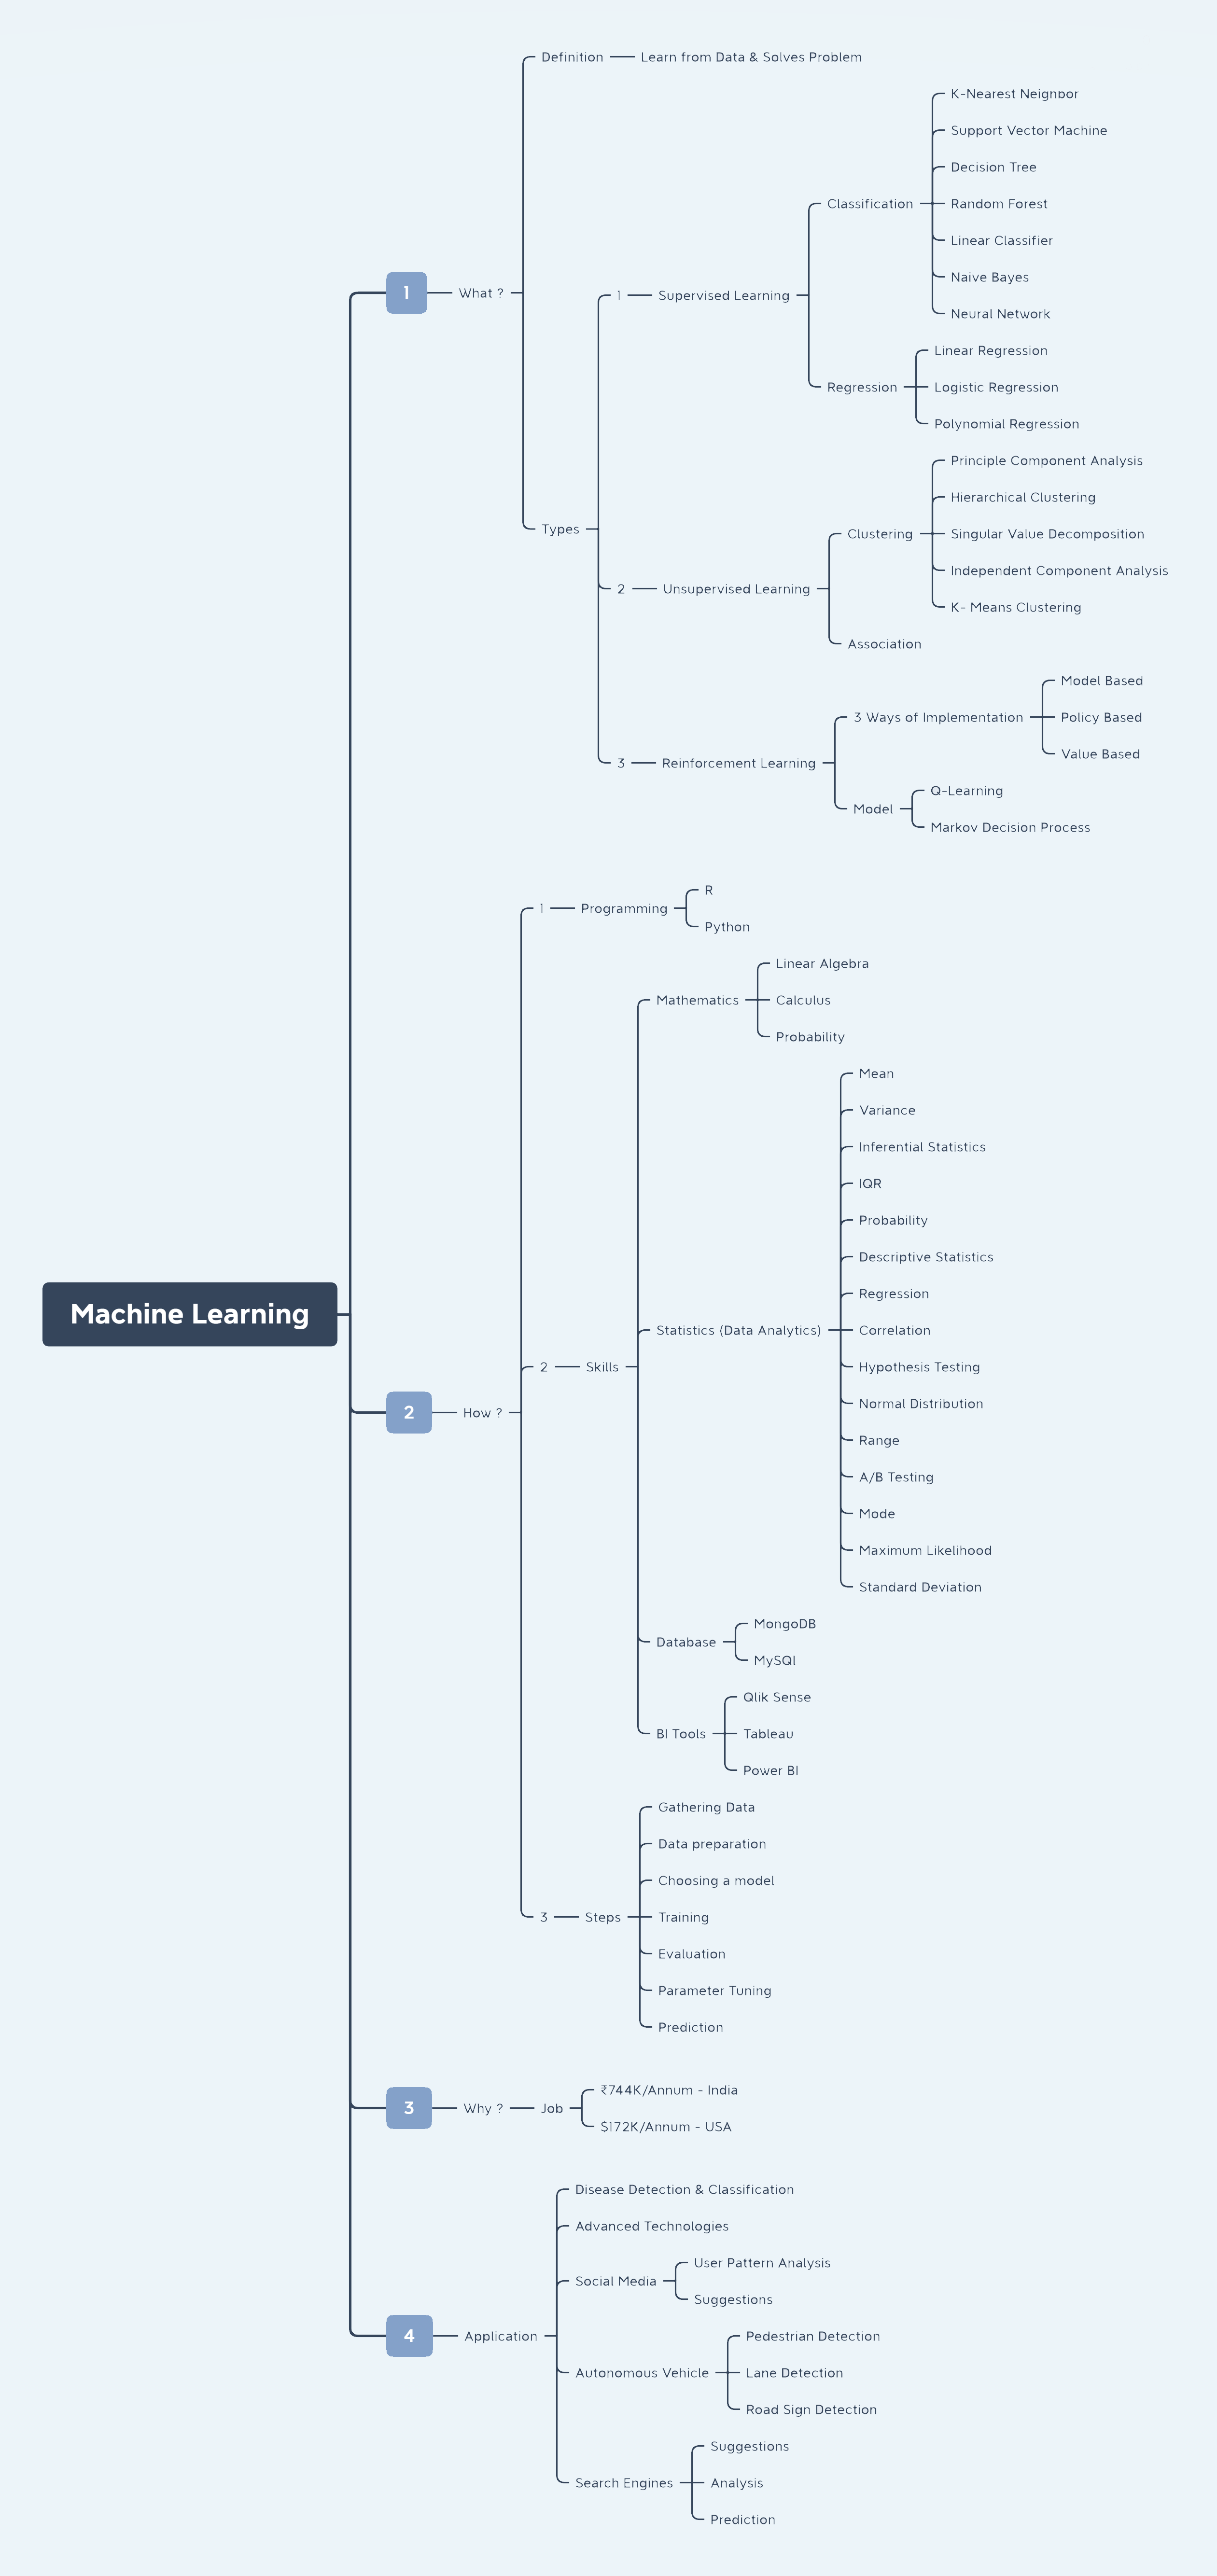 Definition
Learn from Data & Solves Problem
K-Nearest Neighbor
Support Vector Machine
Decision Tree
Classification
Random Forest
Linear Classifier
Naive Bayes
Neural Network
1
What ?
1
Supervised Learning
Linear Regression
Regression
Logistic Regression
Polynomial Regression
Principle Component Analysis
Hierarchical Clustering
Types
Clustering
Singular Value Decomposition
Independent Component Analysis
2
Unsupervised Learning
K- Means Clustering
Association
Model Based
3 Ways of Implementation
Policy Based
Value Based
3
Reinforcement Learning
Q-Learning
Model
Markov Decision Process
R
1
Programming
Python
Linear Algebra
Mathematics
Calculus
Probability
Mean
Variance
Inferential Statistics
IQR
Probability
Descriptive Statistics
Regression
Machine Learning
Statistics (Data Analytics)
Correlation
2
Skills
Hypothesis Testing
2
How ?
Normal Distribution
Range
A/B Testing
Mode
Maximum Likelihood
Standard Deviation
MongoDB
Database
MySQl
Qlik Sense
BI Tools
Tableau
Power BI
Gathering Data
Data preparation
Choosing a model
3
Steps
Training
Evaluation
Parameter Tuning
Prediction
₹744K/Annum - India
3
Why ?
Job
$172K/Annum - USA
Disease Detection & Classification
Advanced Technologies
User Pattern Analysis
Social Media
Suggestions
4
Application
Pedestrian Detection
Autonomous Vehicle
Lane Detection
Road Sign Detection
Suggestions
Search Engines
Analysis
Prediction